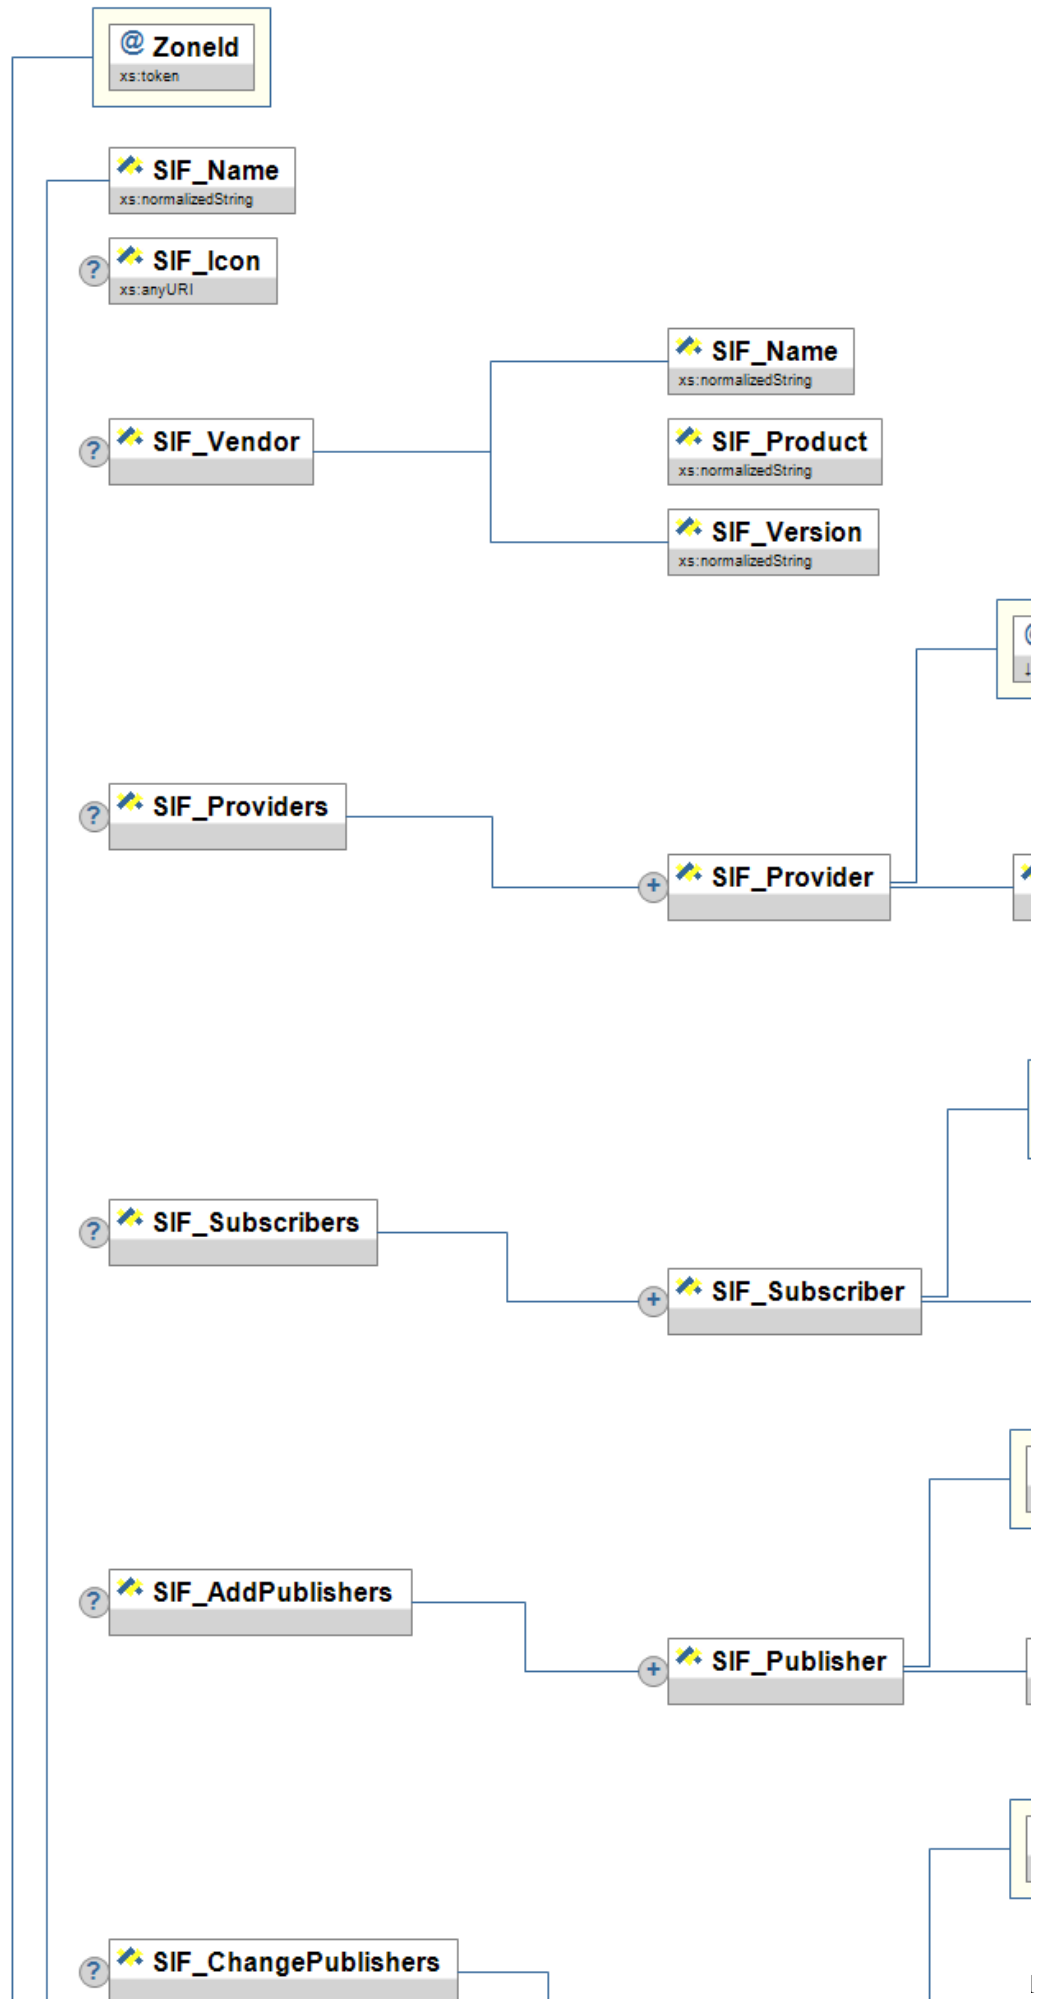 @ ZoneId
xs:token
SIF_Name
xs:normalizedString
? SIF_Icon
xs:anyURI
SIF_Name
xs:normalizedString
? SIF_Vendor
SIF_Product
xs:normalizedString
SIF_Version
xs:normalizedString
? SIF_Providers
+ SIF_Provider
? SIF_Subscribers
+ SIF_Subscriber
? SIF_AddPublishers
+ SIF_Publisher
? SIF_ChangePublishers